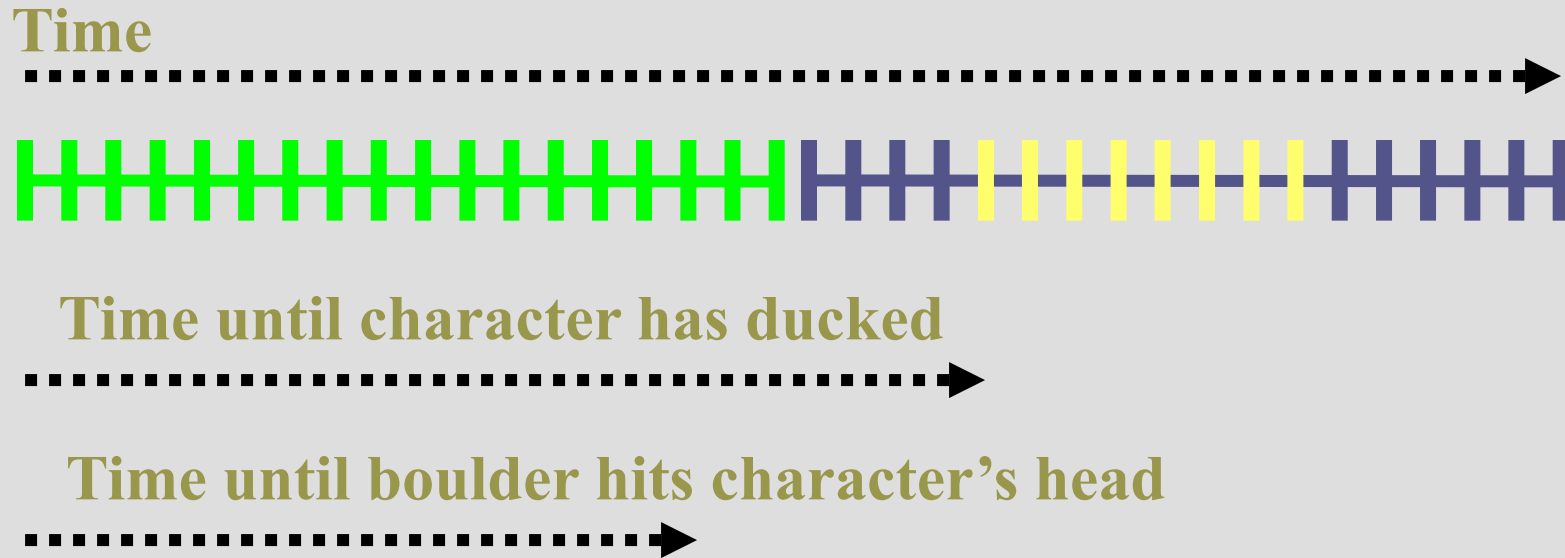 Time
Time until character has ducked
Time until boulder hits character’s head